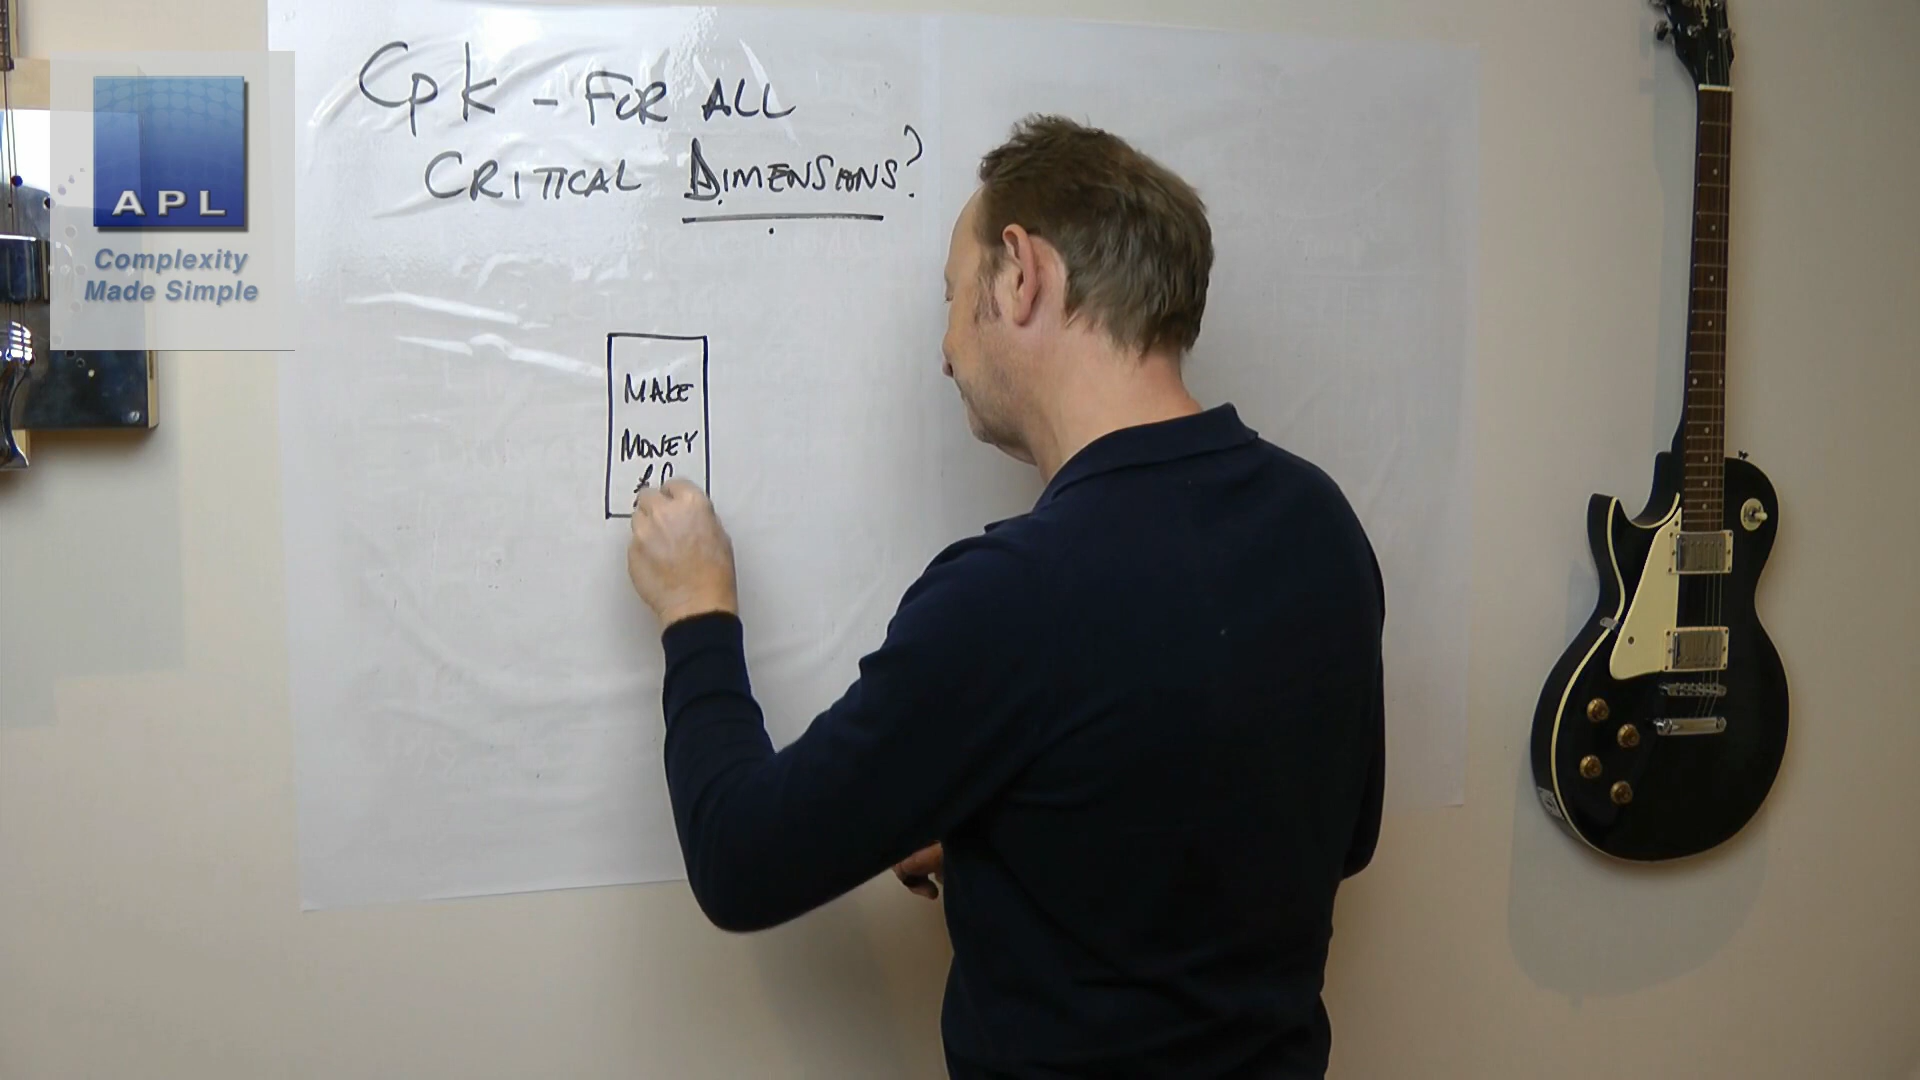 Cpk - FOR ALL
CRITICAL DIMENSIONS?
APL
Complexity
Made Simple
MAKE
MONEY
££